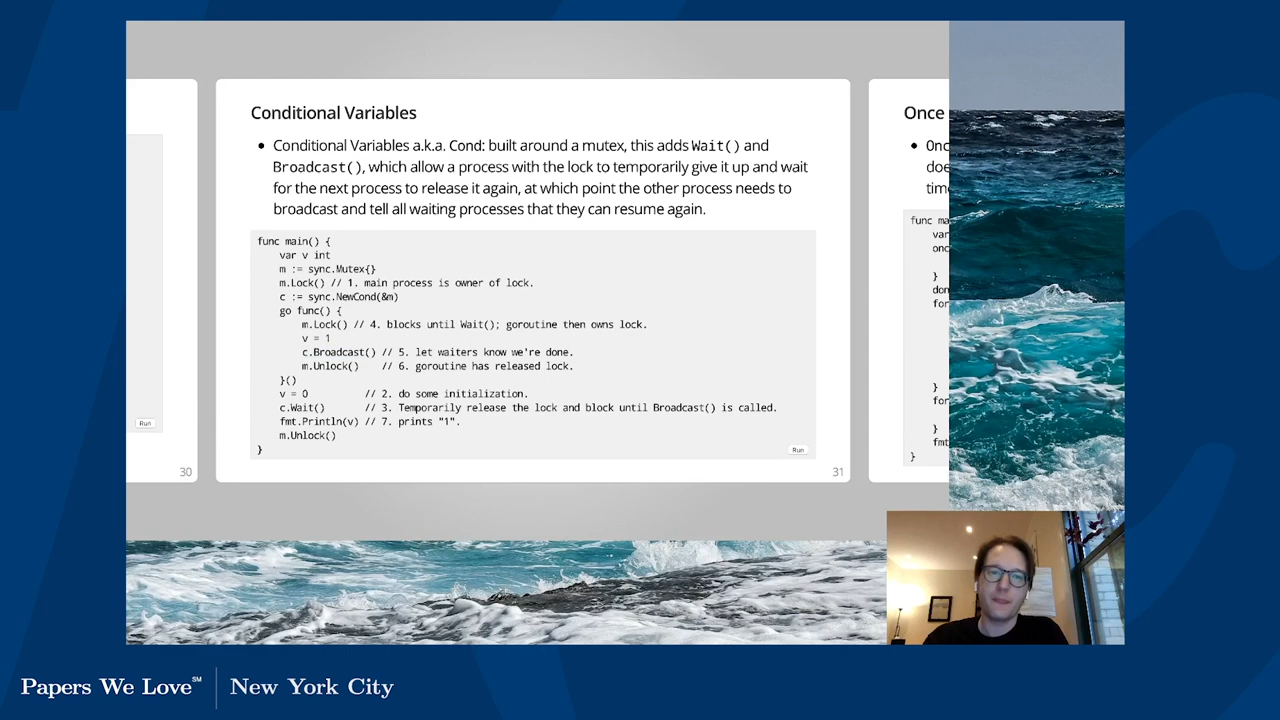 Conditional Variables
• Conditional Variables a.k.a. Cond: built around a mutex, this adds Wait() and
Broadcast(), which allow a process with the lock to temporarily give it up and wait
for the next process to release it again, at which point the other process needs to
broadcast and tell all waiting processes that they can resume again.
func main() {
    var v int
    m := sync.Mutex{}
    m.Lock() // 1. main process is owner of lock.
    c := sync.NewCond(&m)
    go func() {
        m.Lock() // 4. blocks until Wait(); goroutine then owns lock.
        v = 1
        c.Broadcast() // 5. let waiters know we're done.
        m.Unlock()    // 6. goroutine has released lock.
    }()
    v = 0          // 2. do some initialization.
    c.Wait()       // 3. Temporarily release the lock and block until Broadcast() is called.
    fmt.Println(v) // 7. prints "1".
    m.Unlock()
}
Run
31
Run
30
Once
•
func
var
}
for
}
for
}
fmt
}
Papers We Love℠ | New York City